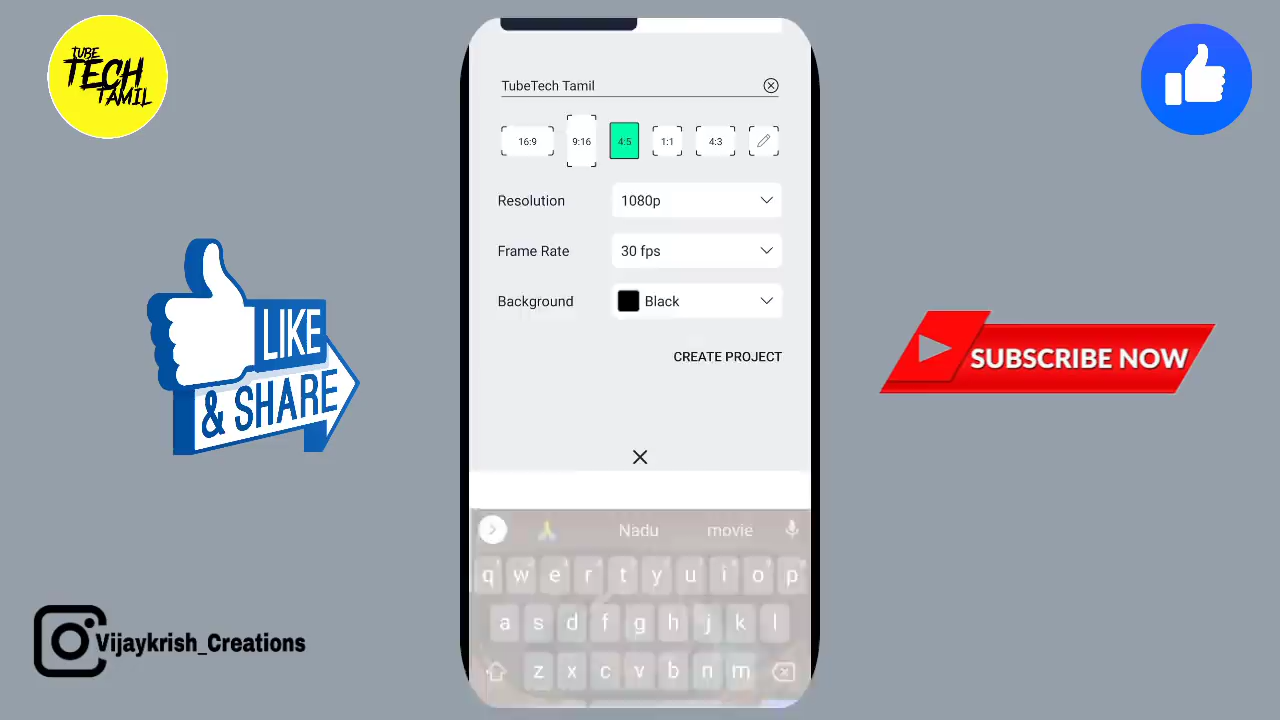 TUBE
TECH
TAMIL
TubeTech Tamil
16:9
9:16
4:5
1:1
4:3
Resolution
1080p
Frame Rate
30 fps
Background
Black
CREATE PROJECT
LIKE
& SHARE
SUBSCRIBE NOW
Nadu movie
q w e r t y u i o p
a s d f g h j k l
z x c v b n m
Vijaykrish_Creations